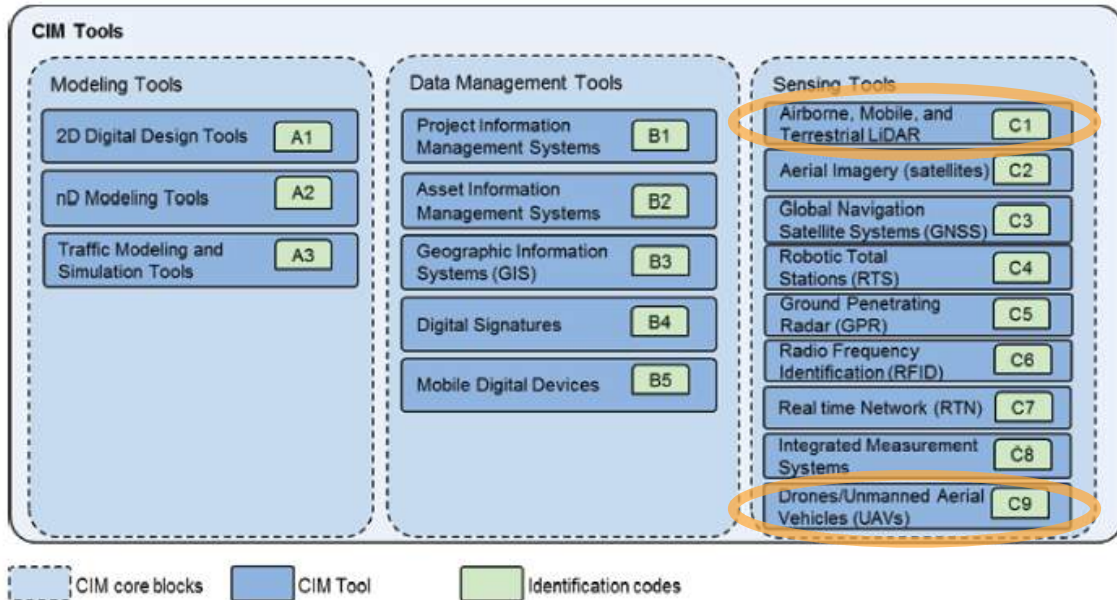 CIM Tools
Modeling Tools
2D Digital Design Tools A1
nD Modeling Tools A2
Traffic Modeling and
Simulation Tools A3
Data Management Tools
Project Information
Management Systems B1
Asset Information
Management Systems B2
Geographic Information
Systems (GIS) B3
Digital Signatures B4
Mobile Digital Devices B5
Sensing Tools
Airborne, Mobile, and
Terrestrial LiDAR C1
Aerial Imagery (satellites) C2
Global Navigation
Satellite Systems (GNSS) C3
Robotic Total
Stations (RTS) C4
Ground Penetrating
Radar (GPR) C5
Radio Frequency
Identification (RFID) C6
Real time Network (RTN) C7
Integrated Measurement
Systems C8
Drones/Unmanned Aerial
Vehicles (UAVs) C9
CIM core blocks CIM Tool Identification codes